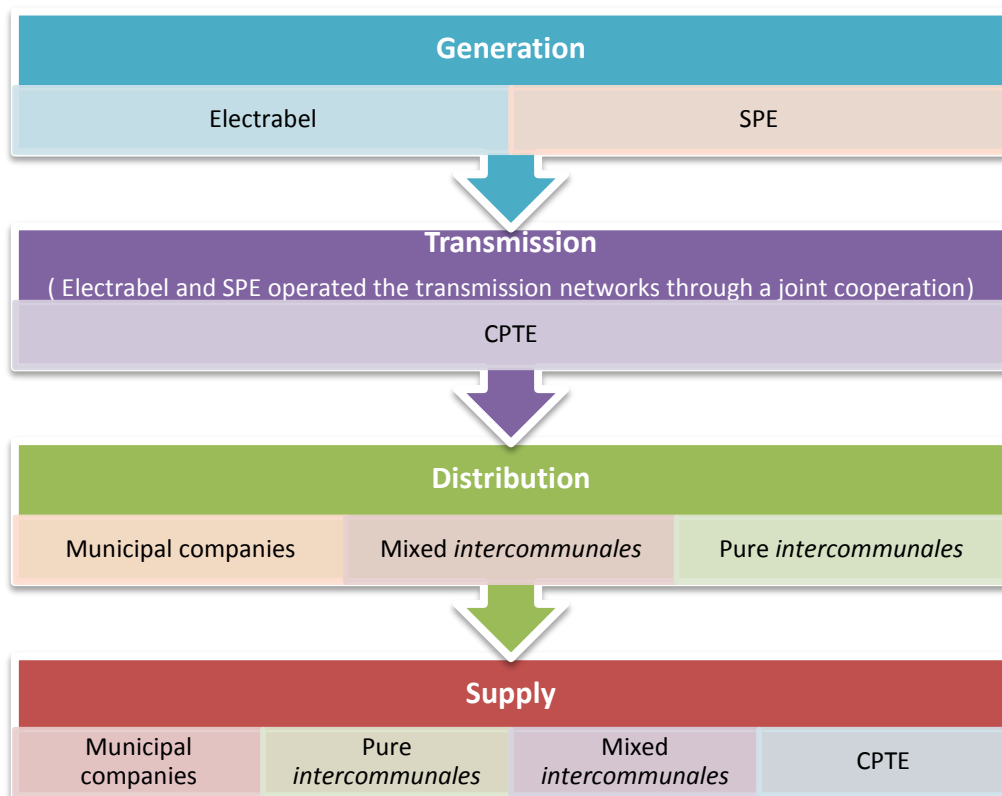 Generation
Electrabel
SPE
Transmission
( Electrabel and SPE operated the transmission networks through a joint cooperation)
CPTE
Distribution
Municipal companies
Mixed intercommunales
Pure intercommunales
Supply
Municipal
companies
Pure
intercommunales
Mixed
intercommunales
CPTE